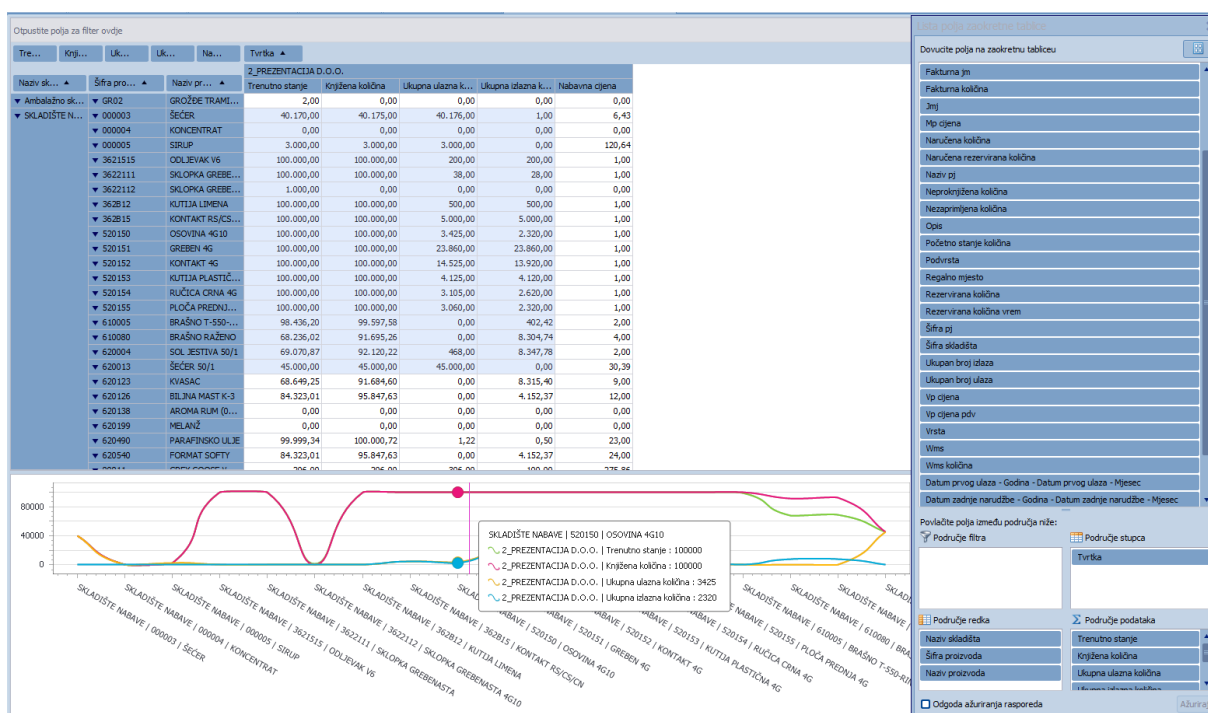 Otpustite polja za filter ovdje
Tre... Knji... Uk... Uk... Na... Tvrtka
2_PREZENTACIJA D.O.O.
Naziv sk... Šifra pro... Naziv pr... Trenutno stanje Knjižena količina Ukupna ulazna k... Ukupna izlazna k... Nabavna cijena
Ambalažno sk... GR02 GROŽĐE TRAMI... 2,00 0,00 0,00 0,00 0,00
SKLADIŠTE N... 000003 ŠEĆER 40.170,00 40.175,00 40.176,00 1,00 6,43
000004 KONCENTRAT 0,00 0,00 0,00 0,00 0,00
000005 SIRUP 3.000,00 3.000,00 3.000,00 0,00 120,64
3621515 ODLJEVAK V6 100.000,00 100.000,00 200,00 200,00 1,00
3622111 SKLOPKA GREBE... 100.000,00 100.000,00 38,00 28,00 1,00
3622112 SKLOPKA GREBE... 1.000,00 0,00 0,00 0,00 0,00
362B12 KUTIJA LIMENA 100.000,00 100.000,00 500,00 500,00 1,00
362B15 KONTAKT RS/CS... 100.000,00 100.000,00 5.000,00 5.000,00 1,00
520150 OSOVINA 4G10 100.000,00 100.000,00 3.425,00 2.320,00 1,00
520151 GREBEN 4G 100.000,00 100.000,00 23.860,00 23.860,00 1,00
520152 KONTAKT 4G 100.000,00 100.000,00 14.525,00 13.920,00 1,00
520153 KUTIJA PLASTIČ... 100.000,00 100.000,00 4.125,00 4.120,00 1,00
520154 RUČICA CRNA 4G 100.000,00 100.000,00 3.105,00 2.620,00 1,00
520155 PLOČA PREDNJ... 100.000,00 100.000,00 3.060,00 2.320,00 1,00
610005 BRAŠNO T-550-... 98.436,20 99.597,58 0,00 402,42 2,00
610080 BRAŠNO RAŽENO 68.236,02 91.695,26 0,00 8.304,74 4,00
620004 SOL JESTIVA 50/1 69.070,87 92.120,22 468,00 8.347,78 2,00
620013 ŠEĆER 50/1 45.000,00 45.000,00 45.000,00 0,00 30,39
620123 KVASAC 68.649,25 91.684,60 0,00 8.315,40 9,00
620126 BILJNA MAST K-3 84.323,01 95.847,63 0,00 4.152,37 12,00
620138 AROMA RUM (0... 0,00 0,00 0,00 0,00 0,00
620199 MELANŽ 0,00 0,00 0,00 0,00 0,00
620490 PARAFINSKO ULJE 99.999,34 100.000,72 1,22 0,50 23,00
620540 FORMAT SOFTY 84.323,01 95.847,63 0,00 4.152,37 24,00
80000
40000
0
SKLADIŠTE NABAVE | 520150 | OSOVINA 4G10
2_PREZENTACIJA D.O.O. | Trenutno stanje : 100000
2_PREZENTACIJA D.O.O. | Knjižena količina : 100000
2_PREZENTACIJA D.O.O. | Ukupna ulazna količina : 3425
2_PREZENTACIJA D.O.O. | Ukupna izlazna količina : 2320
SKLADIŠTE NABAVE | 000003 | ŠEĆER
SKLADIŠTE NABAVE | 000004 | KONCENTRAT
SKLADIŠTE NABAVE | 000005 | SIRUP
SKLADIŠTE NABAVE | 3621515 | ODLJEVAK V6
SKLADIŠTE NABAVE | 3622111 | SKLOPKA GREBENASTA
SKLADIŠTE NABAVE | 3622112 | SKLOPKA GREBENASTA 4G10
SKLADIŠTE NABAVE | 362B12 | KUTIJA LIMENA
SKLADIŠTE NABAVE | 362B15 | KONTAKT RS/CS/CN
NABAVE | 520150 | OSOVINA 4G10
NABAVE | 520151 | GREBEN 4G
NABAVE | 520152 | KONTAKT 4G
NABAVE | 520153 | KUTIJA PLASTIČNA 4G
NABAVE | 520154 | RUČICA CRNA 4G
NABAVE | 520155 | PLOČA PREDNJA 4G
SKLADIŠTE NABAVE | 610005 | BRAŠNO T-550-RIN
SKLADIŠTE NABAVE | 610080 | BRA
SKLADIŠTE NABAVE |
SKLADIŠTE NABA
SKLAD
Lista polja zaokretne tablice
Dovucite polja na zaokretnu tabliceu
Fakturna jm
Fakturna količina
Jmj
Mp cijena
Naručena količina
Naručena rezervirana količina
Naziv pj
Neproknjižena količina
Nezaprimljena količina
Opis
Početno stanje količina
Podvrsta
Regalno mjesto
Rezervirana količina
Rezervirana količina vrem
Šifra pj
Šifra skladišta
Ukupan broj izlaza
Ukupan broj ulaza
Vp cijena
Vp cijena pdv
Vrsta
Wms
Wms količina
Datum prvog ulaza - Godina - Datum prvog ulaza - Mjesec
Datum zadnje narudžbe - Godina - Datum zadnje narudžbe - Mjesec
Povlačite polja između područja niže:
Područje filtra
Područje stupca
Tvrtka
Područje redka
Naziv skladišta
Šifra proizvoda
Naziv proizvoda
Područje podataka
Trenutno stanje
Knjižena količina
Ukupna ulazna količina
Ukupna izlazna količina
Odgoda ažuriranja rasporeda
Ažuriraj